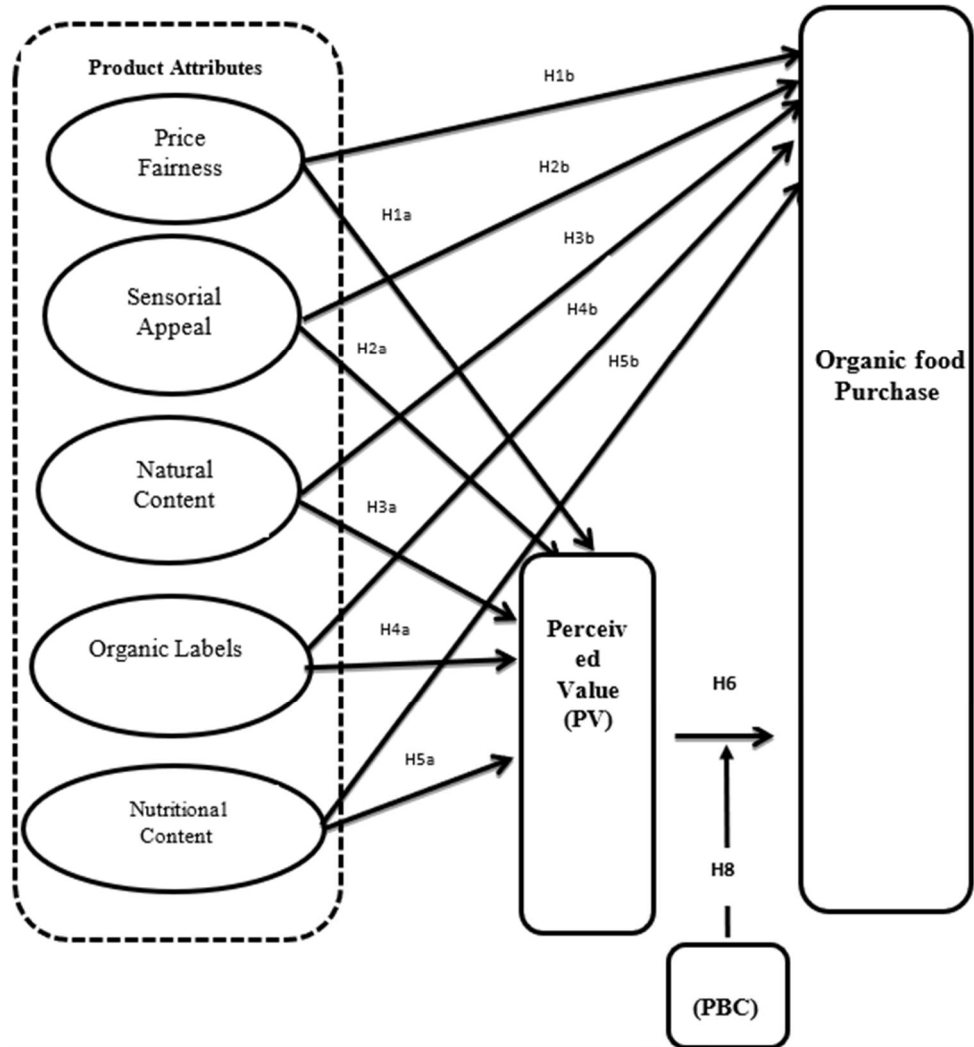 Product Attributes
Price
Fairness
Sensorial
Appeal
Natural
Content
Organic Labels
Nutritional
Content
H1b
H2b
H1a
H3b
H4b
H2a
H5b
H3a
H4a
H5a
Perceiv
ed
Value
(PV)
H6
H8
(PBC)
Organic food
Purchase